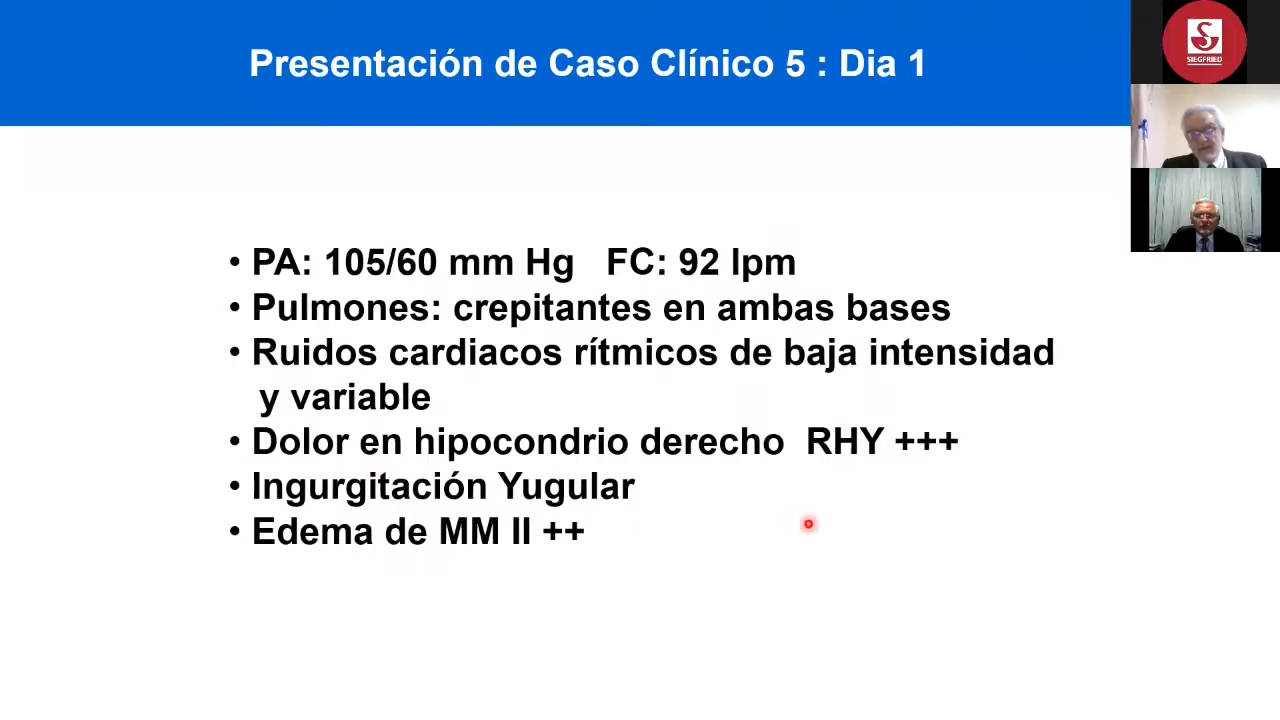 Presentación de Caso Clínico 5 : Dia 1
SIEGFRIED
• PA: 105/60 mm Hg   FC: 92 lpm
• Pulmones: crepitantes en ambas bases
• Ruidos cardiacos rítmicos de baja intensidad
y variable
• Dolor en hipocondrio derecho  RHY +++
• Ingurgitación Yugular
• Edema de MM II ++